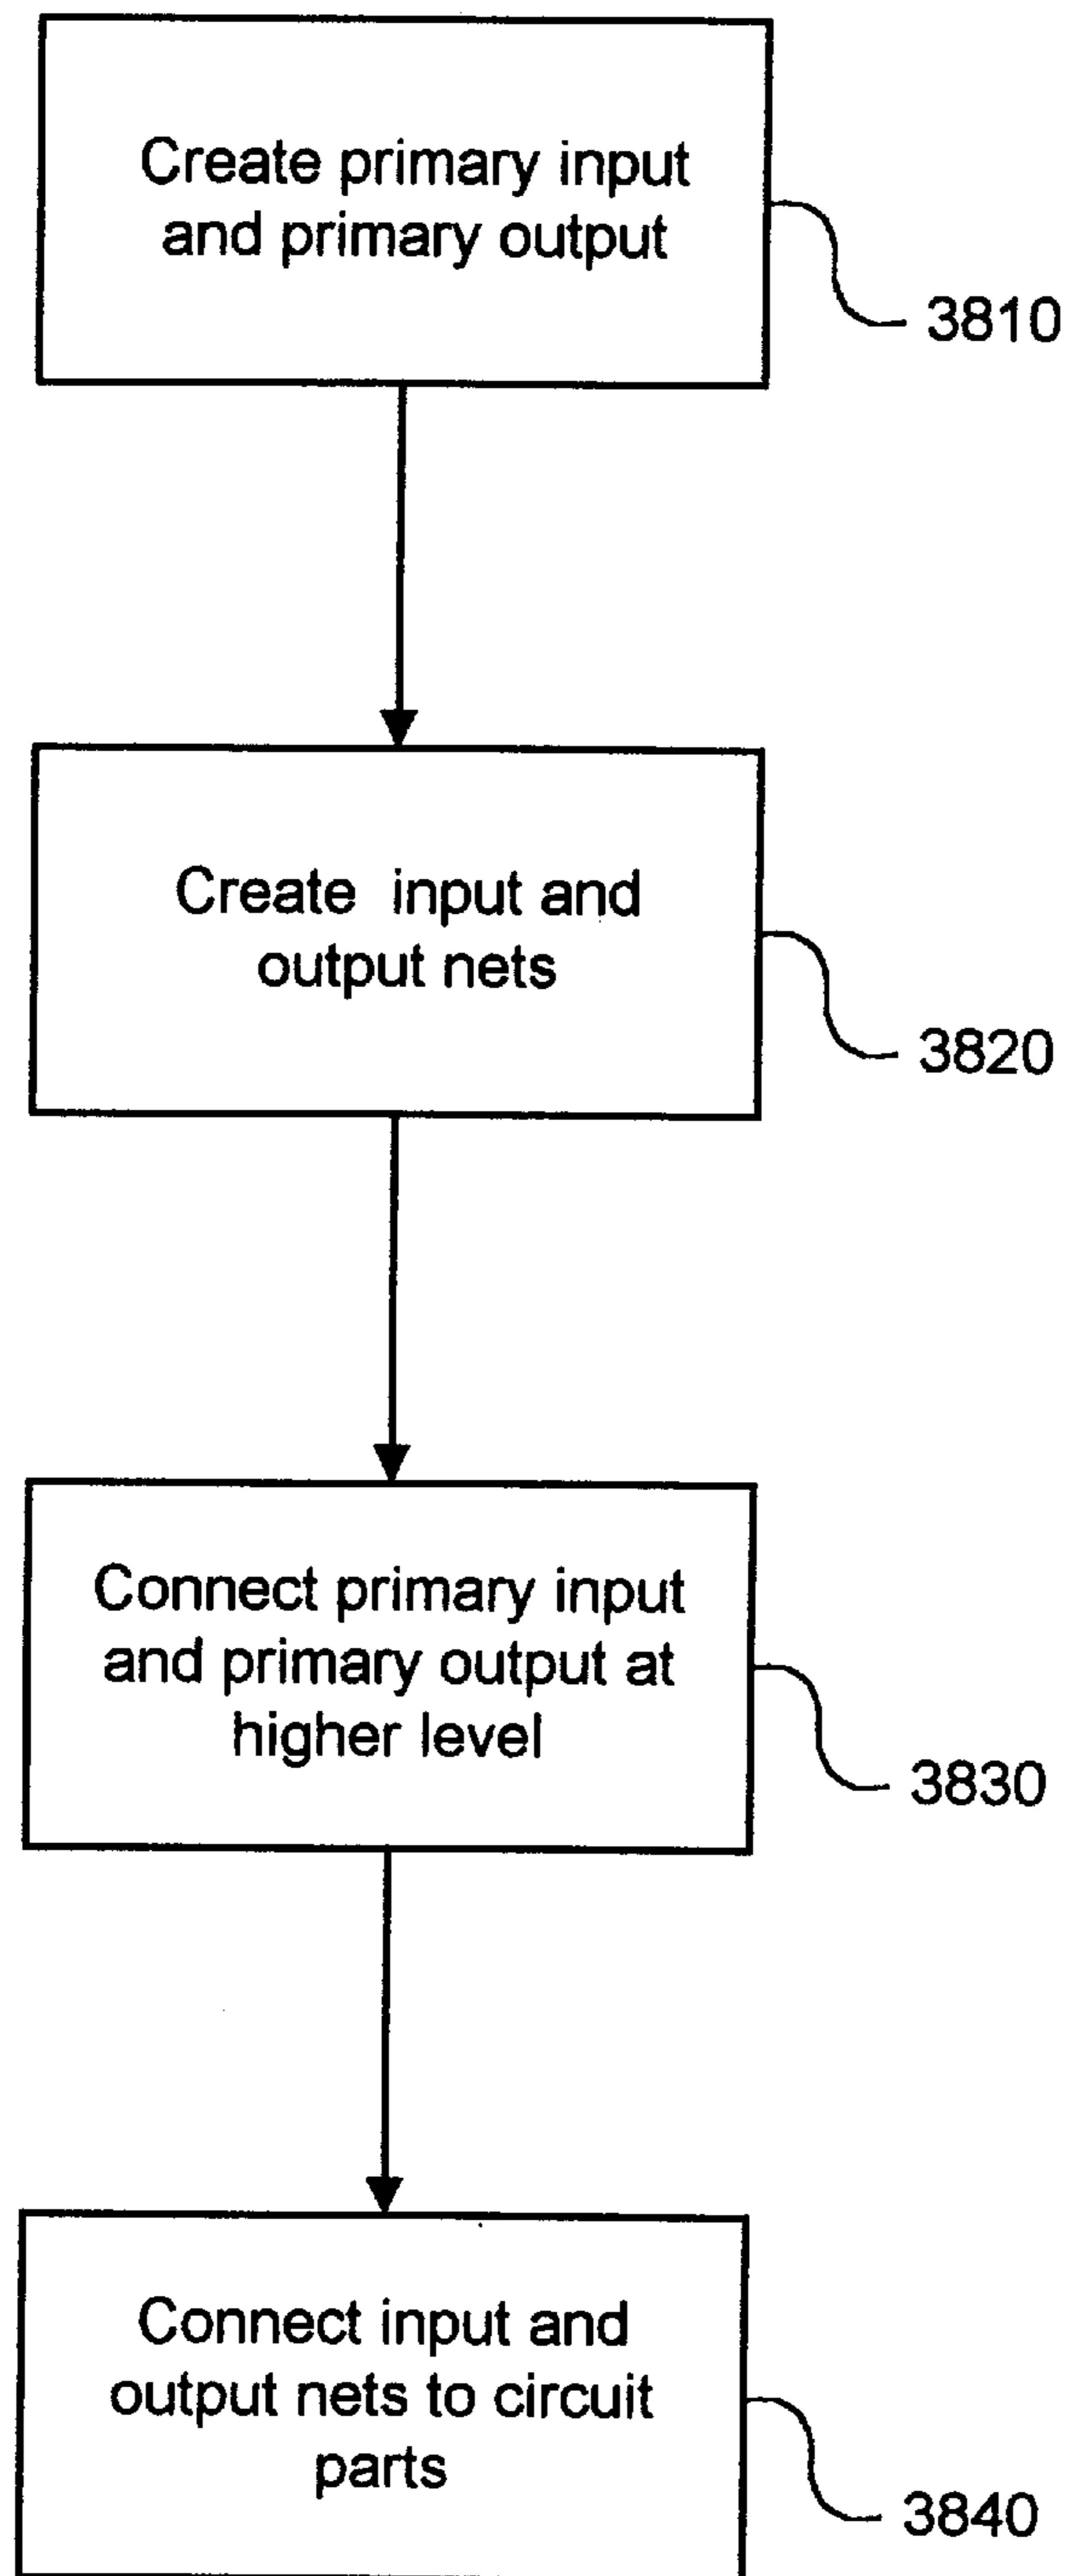 Create primary input
and primary output
3810
Create input and
output nets
3820
Connect primary input
and primary output at
higher level
3830
Connect input and
output nets to circuit
parts
3840